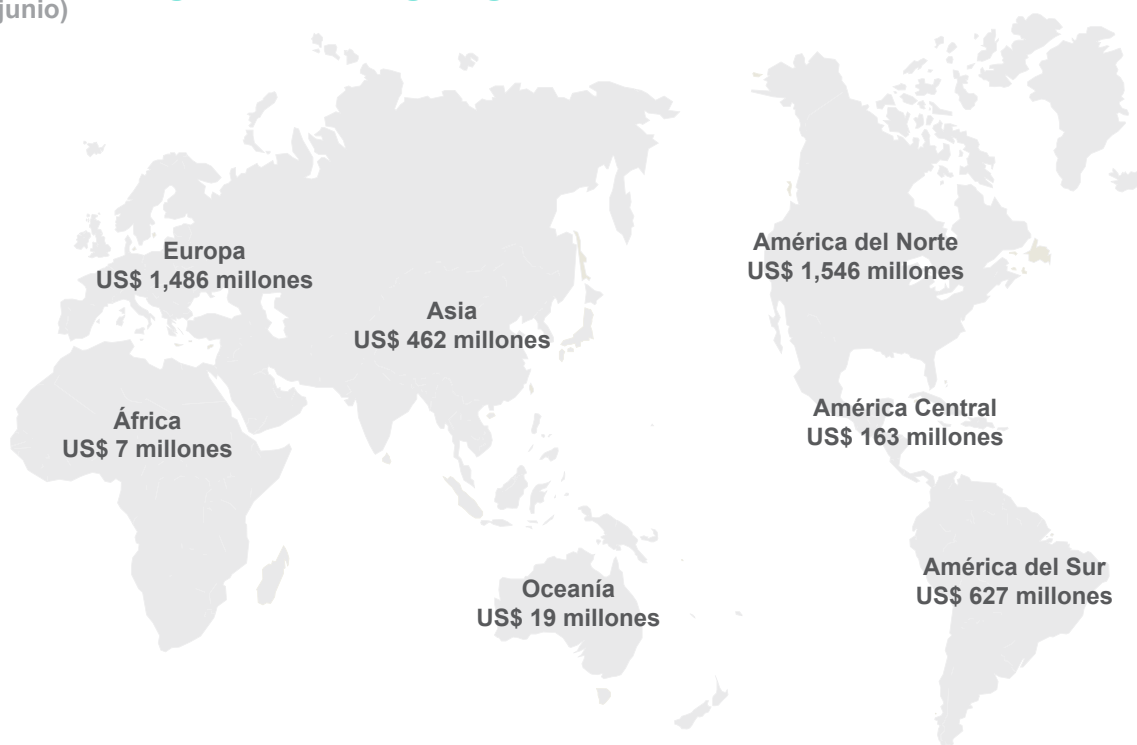 junio)
Europa
US$ 1,486 millones
Asia
US$ 462 millones
África
US$ 7 millones
Oceanía
US$ 19 millones
América del Norte
US$ 1,546 millones
América Central
US$ 163 millones
América del Sur
US$ 627 millones